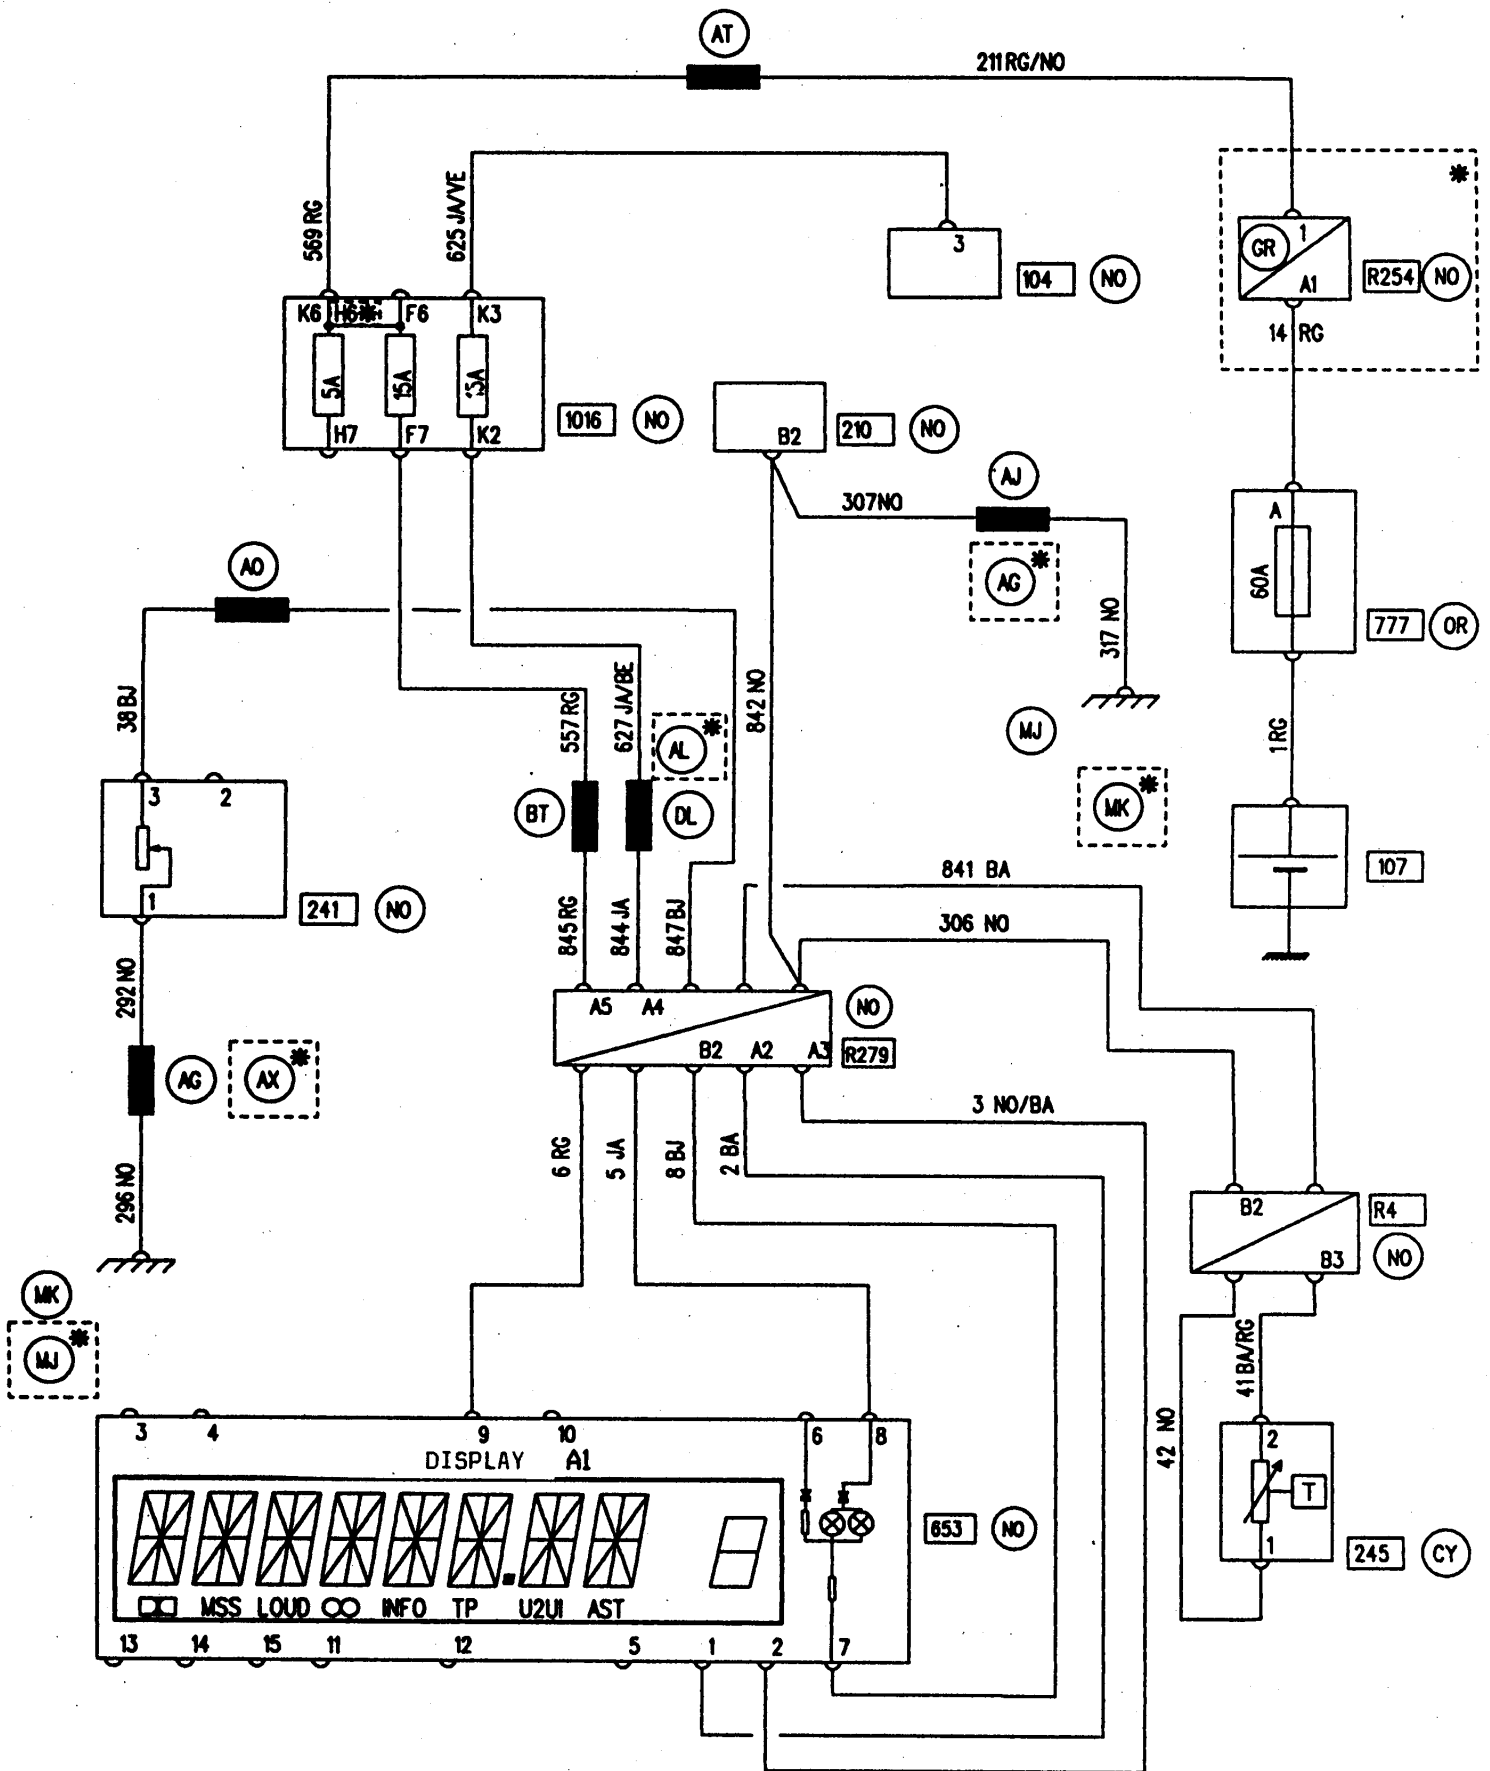 AT
211RG/NO
569 RG
625 JA/VE
3
104
NO
*
GR
1
A1
R254
NO
14 RG
K6
H6*
F6
K3
5A
15A
15A
H7
F7
K2
1016
NO
B2
210
NO
307NO
AJ
AG
*
317 NO
MJ
MK
*
A
60A
777
OR
1RG
107
AO
38 BJ
3
2
1
241
NO
557 RG
627 JA/BE
AL
*
842 NO
BT
DL
845 RG
844 JA
847 BJ
841 BA
306 NO
292 NO
AG
AX
*
296 NO
MK
MJ
*
A5
A4
B2
A2
A3
NO
R279
6 RG
5 JA
8 BJ
2 BA
3 NO/BA
B2
B3
R4
NO
42 NO
41 BA/RG
2
T
1
245
CY
3
4
9
10
6
8
DISPLAY A1
MSS LOUD INFO TP U2U1 AST
653
NO
13
14
15
11
12
5
1
2
7